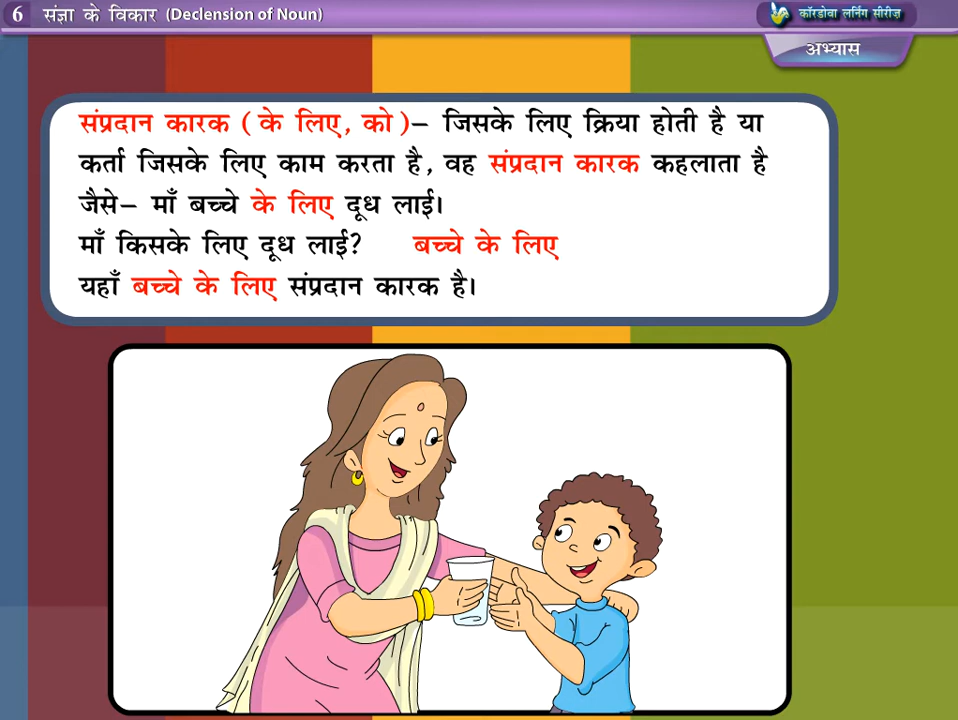 6 संज्ञा के विकार (Declension of Noun)
कॉरडोवा लर्निंग सीरीज़
अभ्यास
संप्रदान कारक ( के लिए, को )– जिसके लिए क्रिया होती है या
कर्ता जिसके लिए काम करता है, वह संप्रदान कारक कहलाता है
जैसे– माँ बच्चे के लिए दूध लाई।
माँ किसके लिए दूध लाई? बच्चे के लिए
यहाँ बच्चे के लिए संप्रदान कारक है।